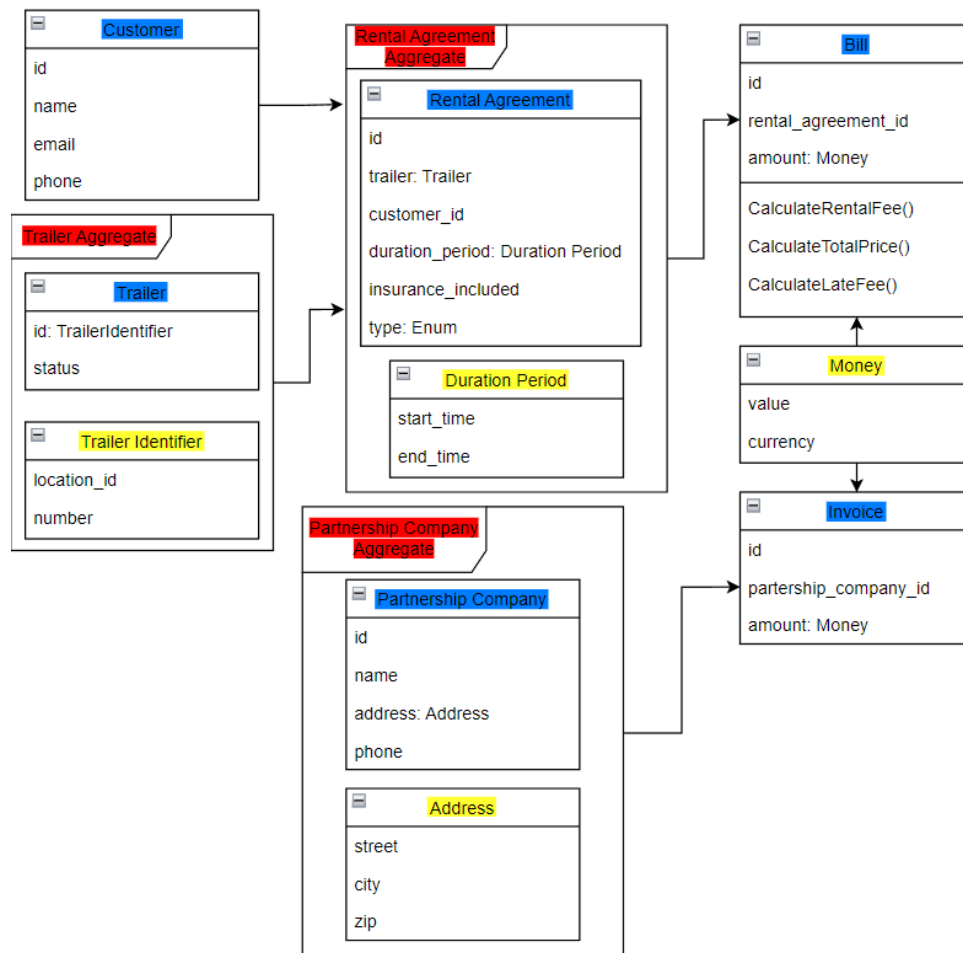 Customer
id
name
email
phone
Trailer Aggregate
Trailer
id: TrailerIdentifier
status
Trailer Identifier
location_id
number
Rental Agreement
Aggregate
Rental Agreement
id
trailer: Trailer
customer_id
duration_period: Duration Period
insurance_included
type: Enum
Duration Period
start_time
end_time
Partnership Company
Aggregate
Partnership Company
id
name
address: Address
phone
Address
street
city
zip
Bill
id
rental_agreement_id
amount: Money
CalculateRentalFee()
CalculateTotalPrice()
CalculateLateFee()
Money
value
currency
Invoice
id
partership_company_id
amount: Money